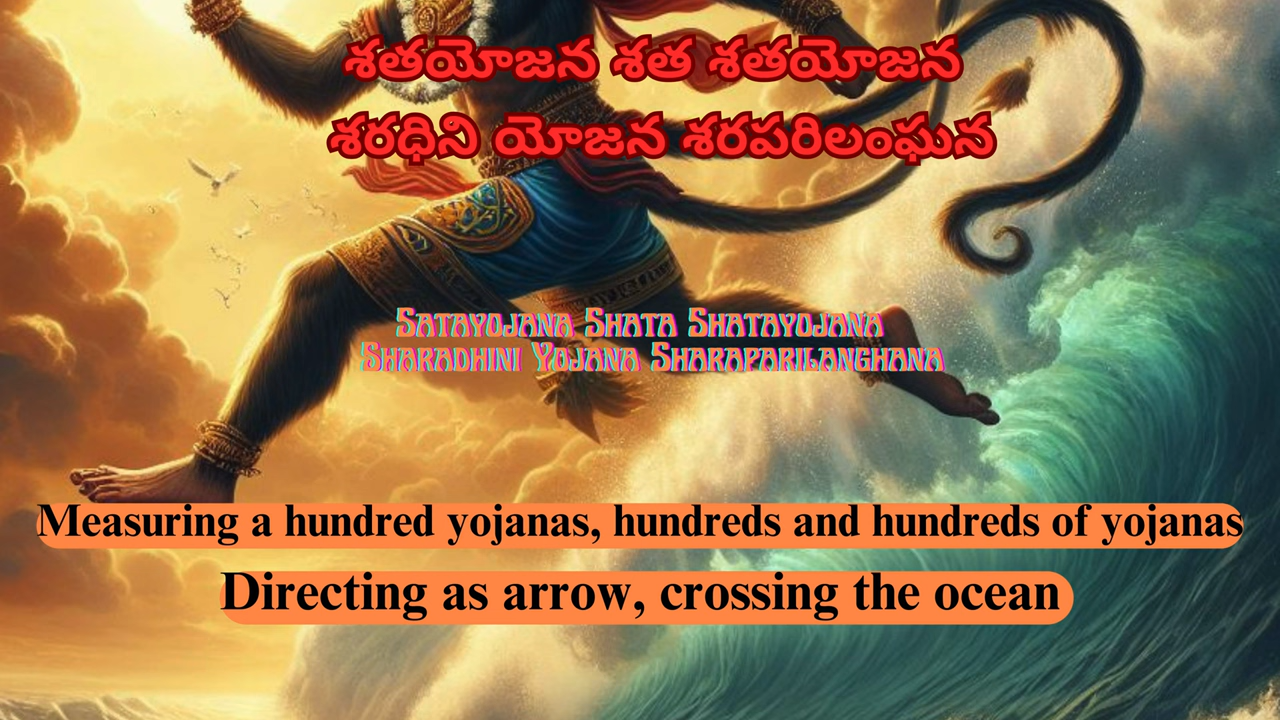 శతయోజన శత శతయోజన
శరధిని యోజన శరపరిలంఘన
Satayojana Shata Shatayojana
Sharadhini Yojana Sharaparilanghana
Measuring a hundred yojanas, hundreds and hundreds of yojanas
Directing as arrow, crossing the ocean